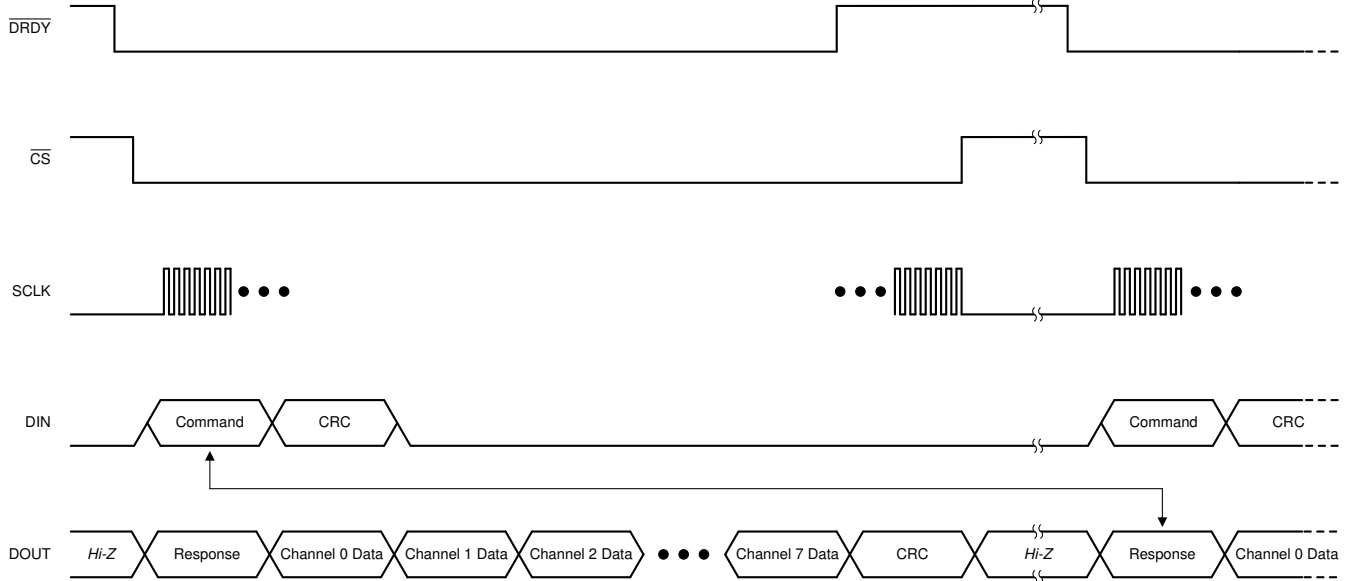 DRDY
CS
SCLK
DIN Command CRC Command CRC
DOUT Hi-Z Response Channel 0 Data Channel 1 Data Channel 2 Data Channel 7 Data CRC Hi-Z Response Channel 0 Data